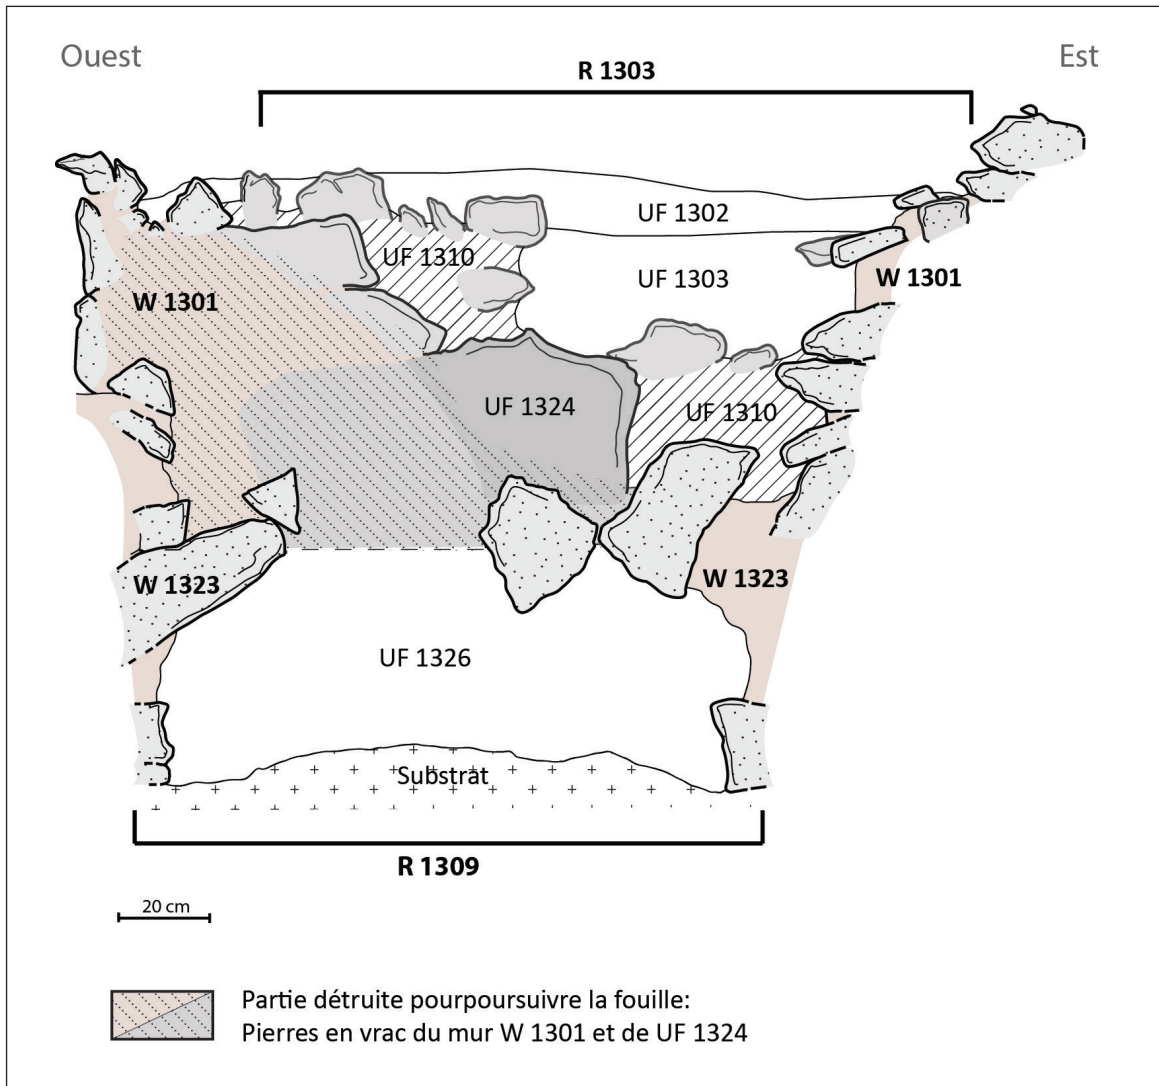 Ouest
Est
R 1303
UF 1302
UF 1310
UF 1303
W 1301
W 1301
UF 1324
UF 1310
W 1323
W 1323
UF 1326
Substrat
R 1309
20 cm
Partie détruite pourpoursuivre la fouille:
Pierres en vrac du mur W 1301 et de UF 1324